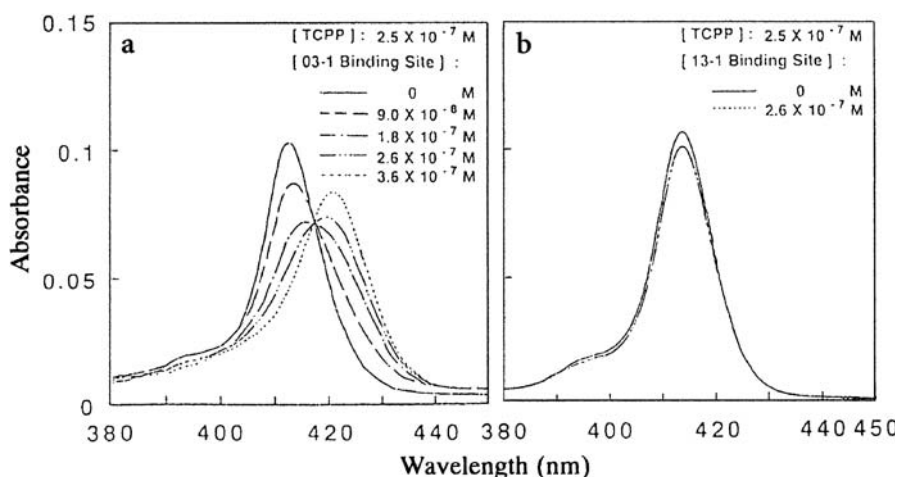 a
[ TCPP ] : 2.5 X 10 -7 M
[ 03-1 Binding Site ] :
0 M
9.0 X 10 -8 M
1.8 X 10 -7 M
2.6 X 10 -7 M
3.6 X 10 -7 M
b
[ TCPP ] : 2.5 X 10 -7 M
[ 13-1 Binding Site ] :
0 M
2.6 X 10 -7 M
Absorbance
0.15
0.1
0.05
0
380 400 420 440
380 400 420 440 450
Wavelength (nm)